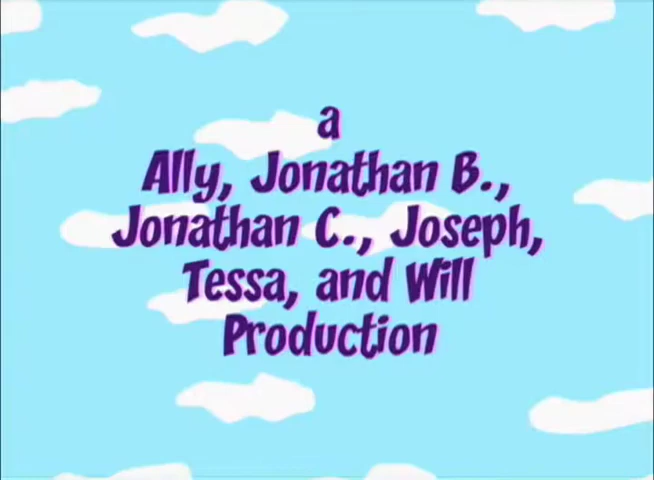 a
Ally, Jonathan B.,
Jonathan C., Joseph,
Tessa, and Will
Production